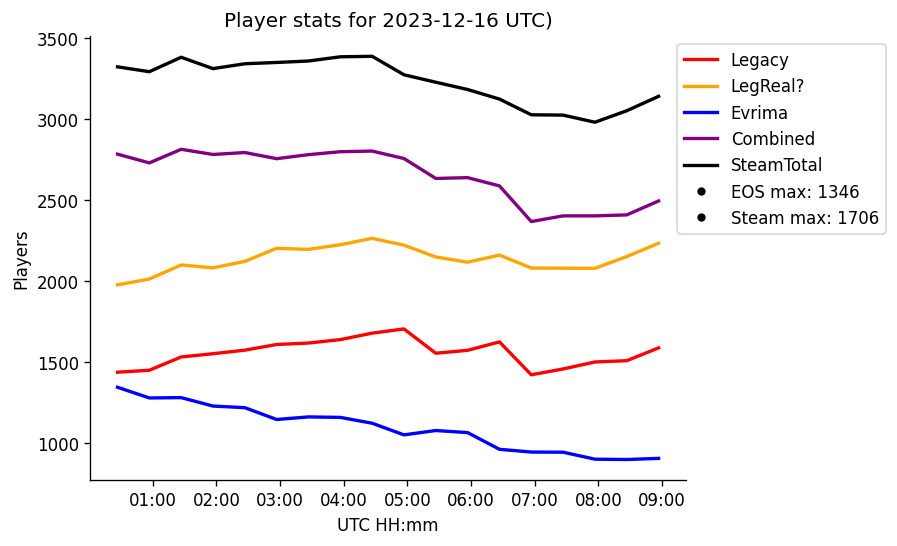 Player stats for 2023-12-16 UTC)
3500
3000
2500
2000
1500
1000
Players
01:00 02:00 03:00 04:00 05:00 06:00 07:00 08:00 09:00
UTC HH:mm
Legacy
LegReal?
Evrima
Combined
SteamTotal
EOS max: 1346
Steam max: 1706